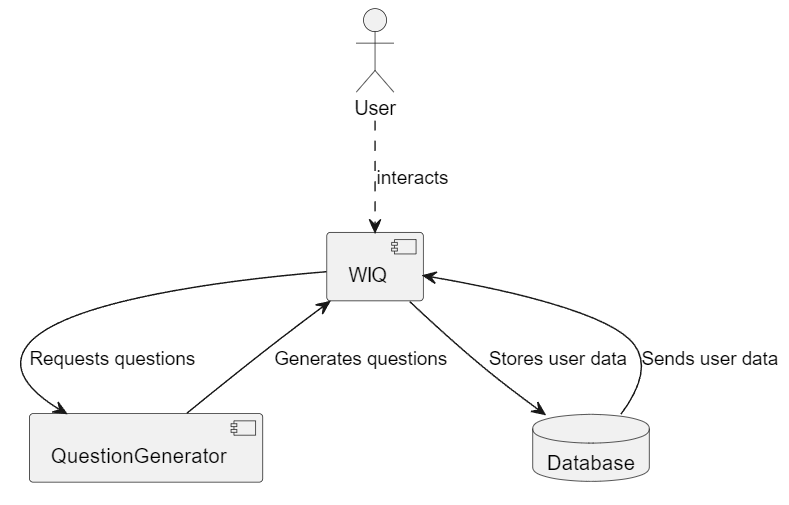 User
interacts
WIQ
Requests questions
Generates questions
Stores user data
Sends user data
QuestionGenerator
Database